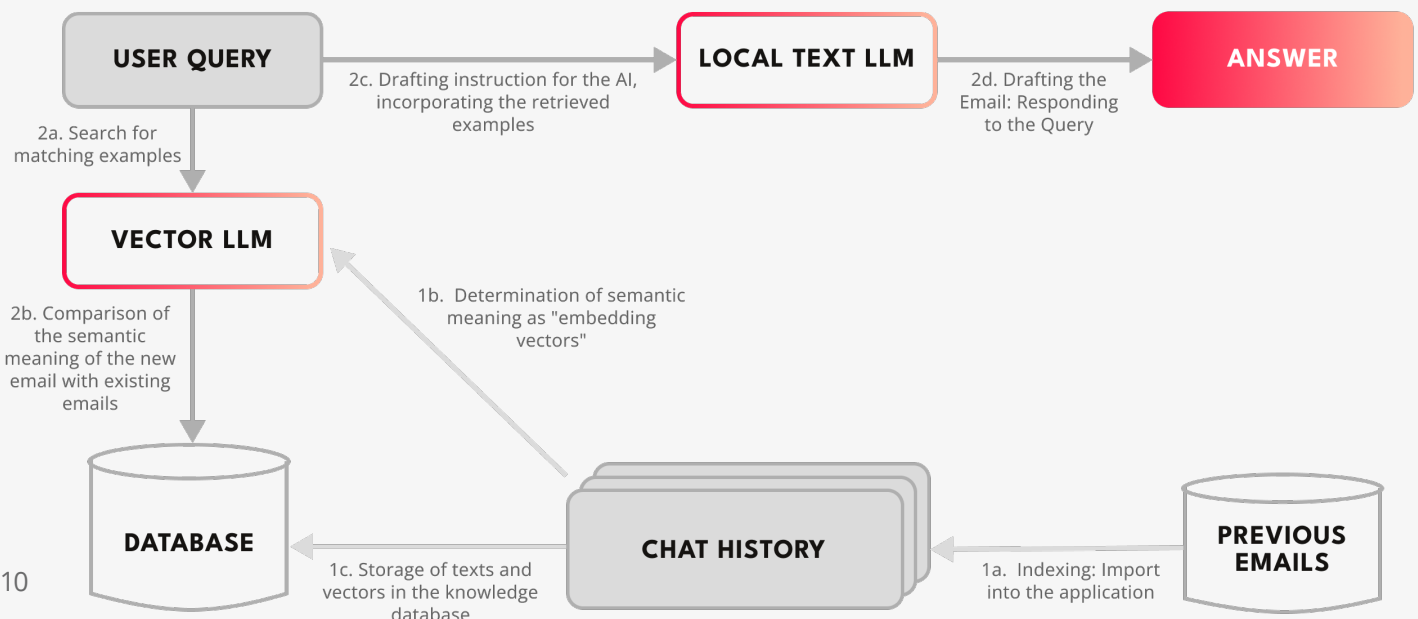 USER QUERY
2c. Drafting instruction for the AI,
incorporating the retrieved
examples
LOCAL TEXT LLM
2d. Drafting the
Email: Responding
to the Query
ANSWER
2a. Search for
matching examples
VECTOR LLM
1b. Determination of semantic
meaning as "embedding
vectors"
2b. Comparison of
the semantic
meaning of the new
email with existing
emails
DATABASE
1c. Storage of texts and
vectors in the knowledge
database
CHAT HISTORY
1a. Indexing: Import
into the application
PREVIOUS
EMAILS
10